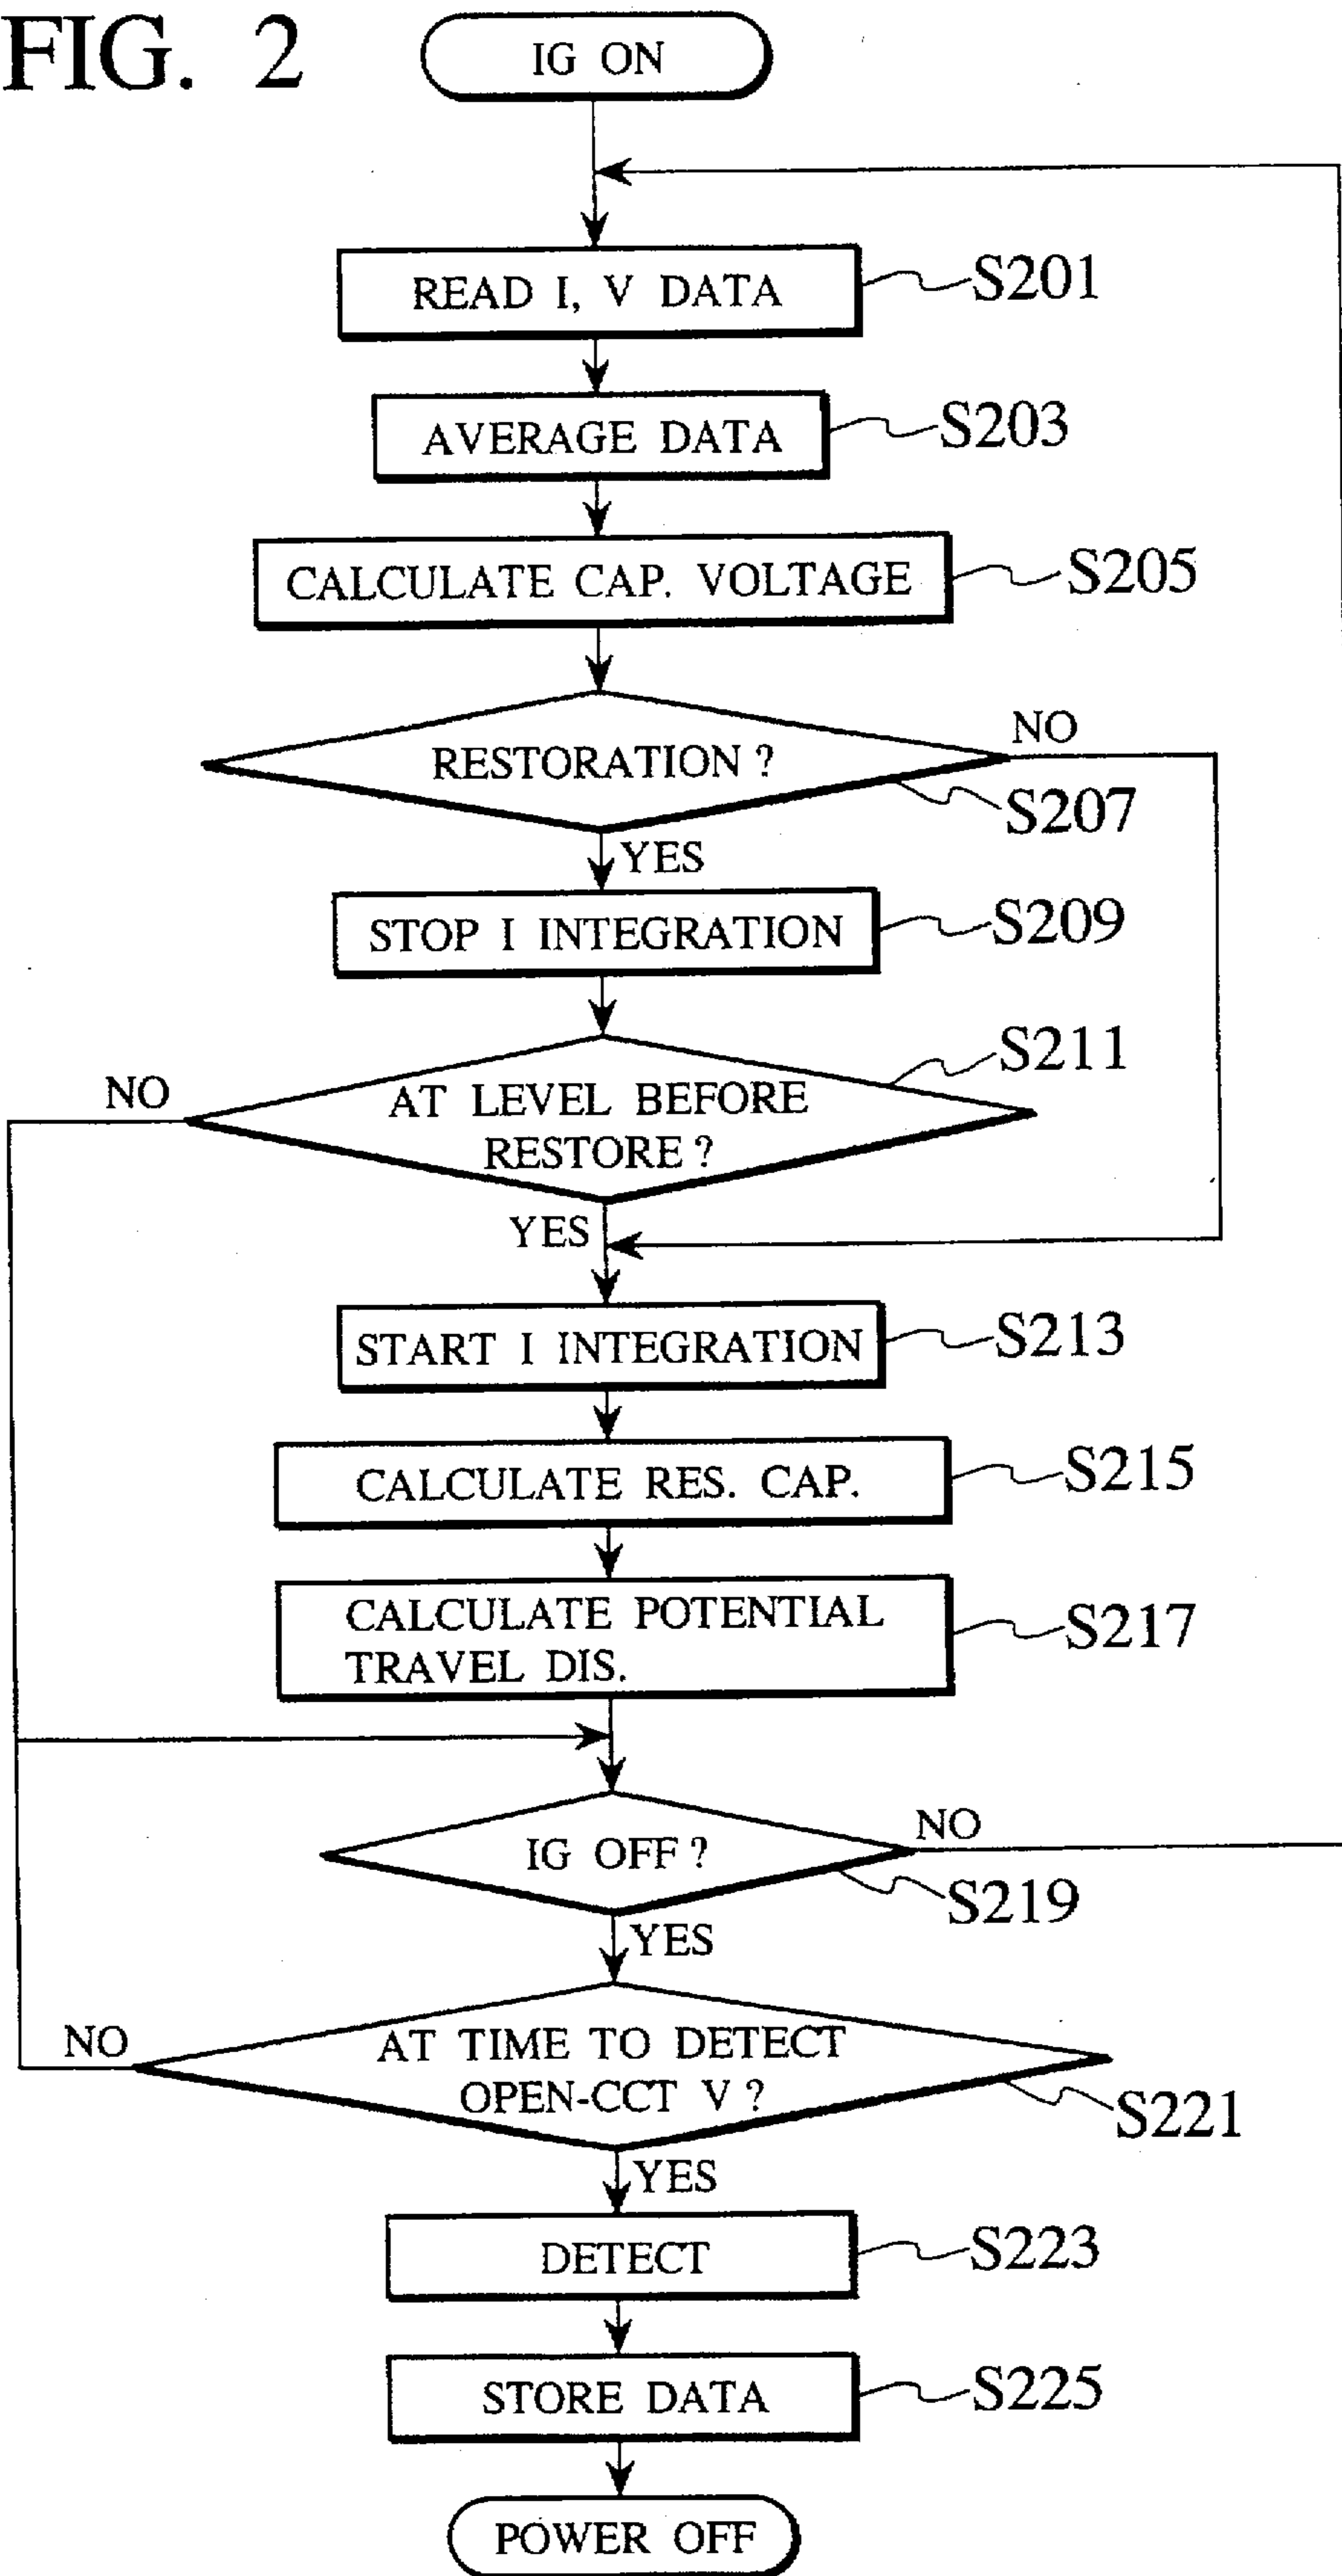 FIG. 2
IG ON
READ I, V DATA
S201
AVERAGE DATA
S203
CALCULATE CAP. VOLTAGE
S205
RESTORATION ?
NO
S207
YES
STOP I INTEGRATION
S209
S211
NO
AT LEVEL BEFORE
RESTORE ?
YES
START I INTEGRATION
S213
CALCULATE RES. CAP.
S215
CALCULATE POTENTIAL
TRAVEL DIS.
S217
IG OFF ?
NO
S219
YES
NO
AT TIME TO DETECT
OPEN-CCT V ?
S221
YES
DETECT
S223
STORE DATA
S225
POWER OFF